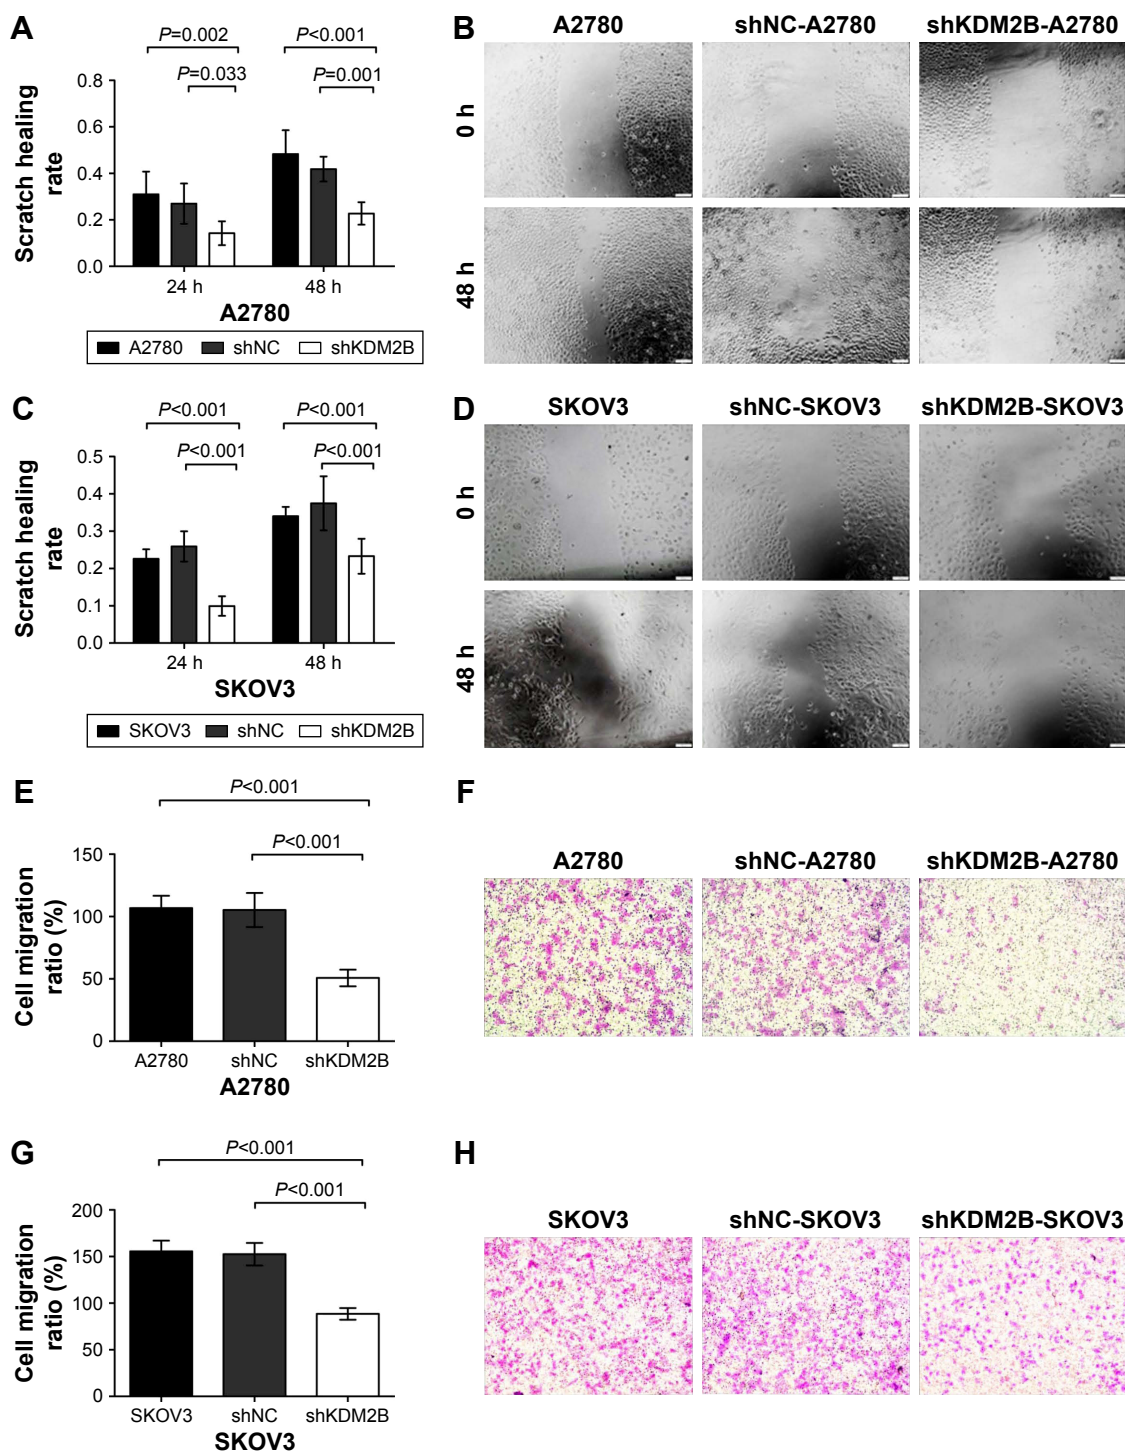 A
P=0.002
P<0.001
P=0.033
P=0.001
Scratch healing
rate
0.8
0.6
0.4
0.2
0.0
24 h
48 h
A2780
A2780
shNC
shKDM2B
B
A2780
shNC-A2780
shKDM2B-A2780
0 h
48 h
C
P<0.001
P<0.001
P<0.001
P<0.001
Scratch healing
rate
0.5
0.4
0.3
0.2
0.1
0.0
24 h
48 h
SKOV3
SKOV3
shNC
shKDM2B
D
SKOV3
shNC-SKOV3
shKDM2B-SKOV3
0 h
48 h
E
P<0.001
P<0.001
Cell migration
ratio (%)
150
100
50
0
A2780
shNC
shKDM2B
A2780
F
A2780
shNC-A2780
shKDM2B-A2780
G
P<0.001
P<0.001
Cell migration
ratio (%)
200
150
100
50
0
SKOV3
shNC
shKDM2B
SKOV3
H
SKOV3
shNC-SKOV3
shKDM2B-SKOV3